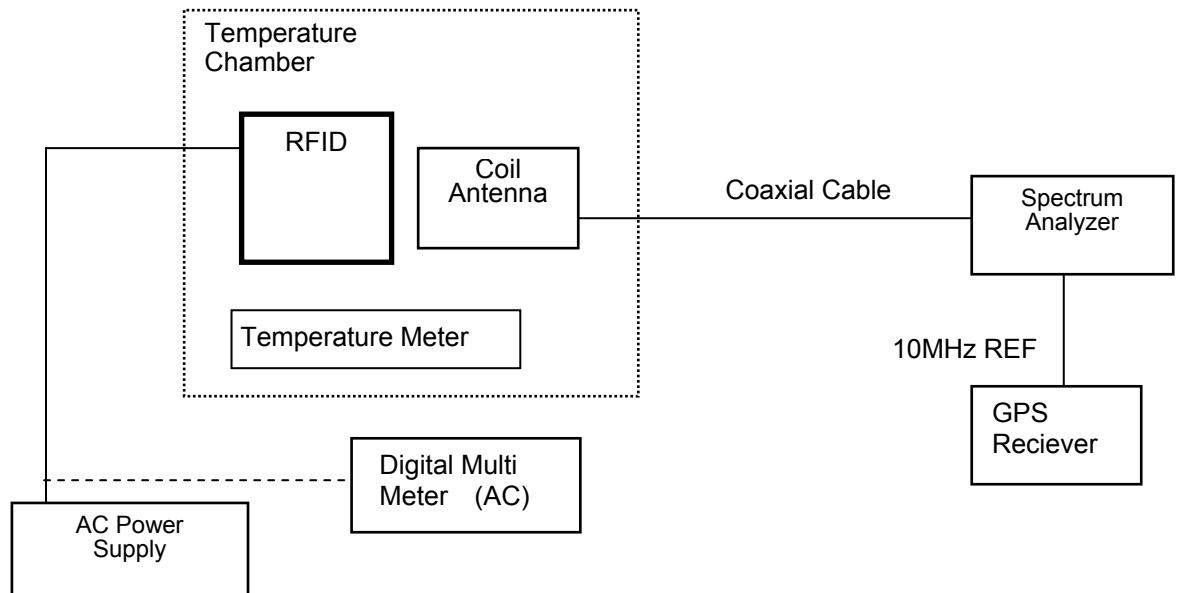 Temperature
Chamber
RFID
Coil
Antenna
Coaxial Cable
Spectrum
Analyzer
Temperature Meter
10MHz REF
GPS
Reciever
Digital Multi
Meter (AC)
AC Power
Supply